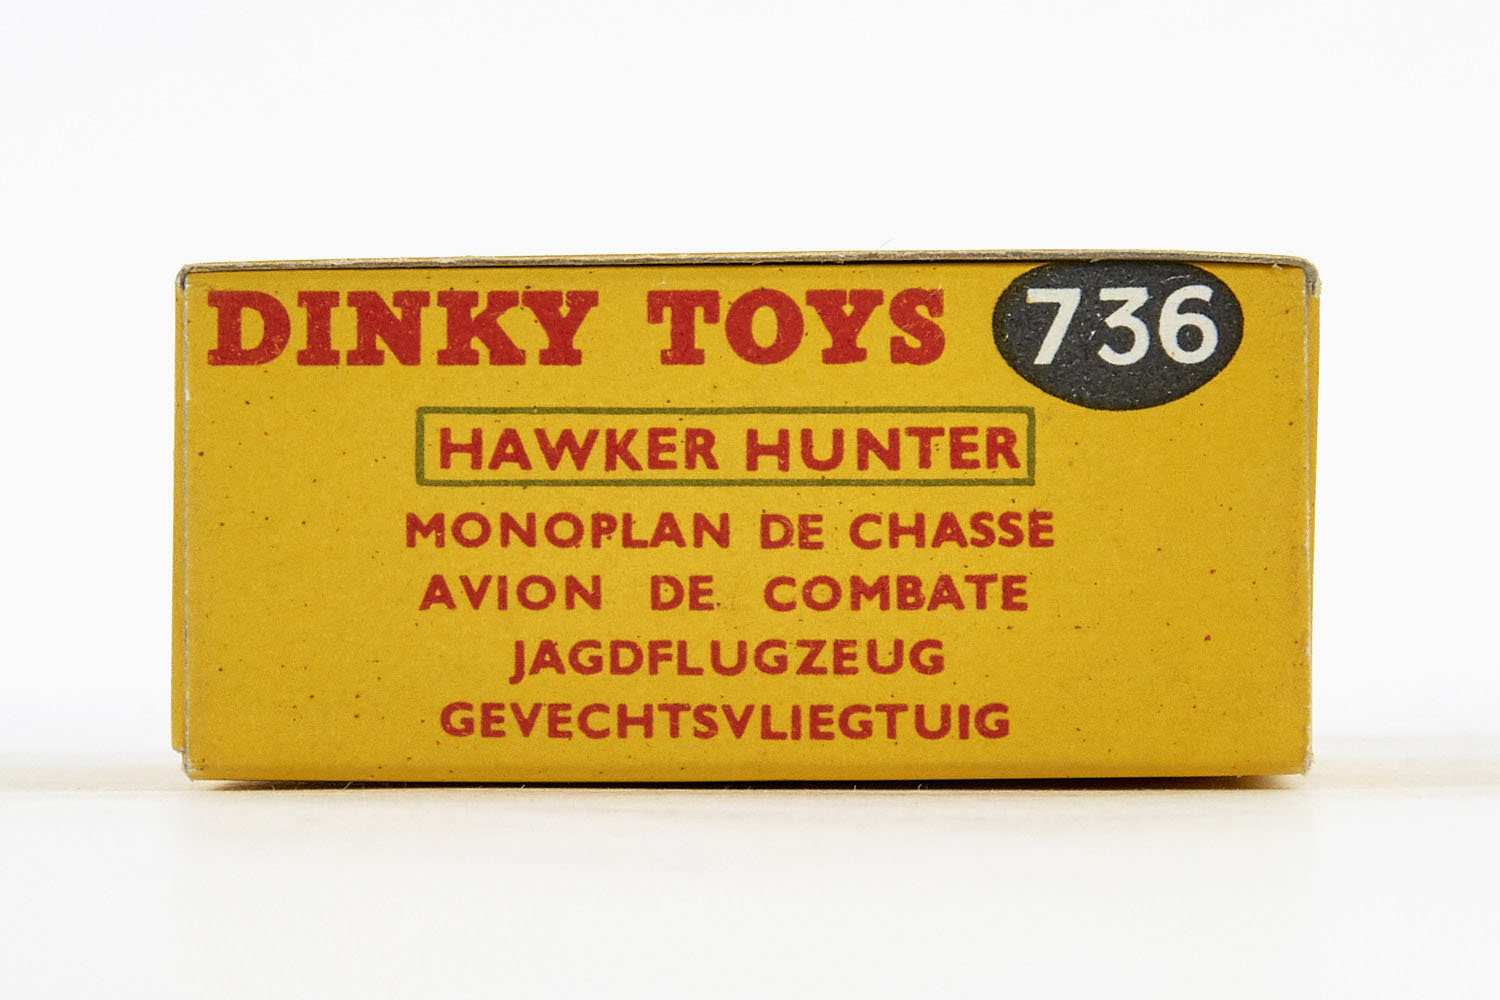 DINKY TOYS 736
HAWKER HUNTER
MONOPLAN DE CHASSE
AVION DE COMBATE
JAGDFLUGZEUG
GEVECHTSVLIEGTUIG